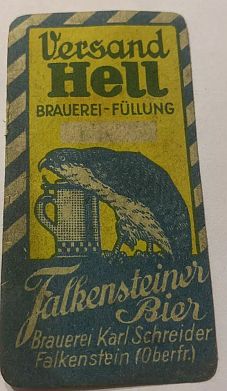 Versand
Hell
BRAUEREI-FÜLLUNG
Falkensteiner
Bier
Brauerei Karl Schreider
Falkenstein (Oberfr.)